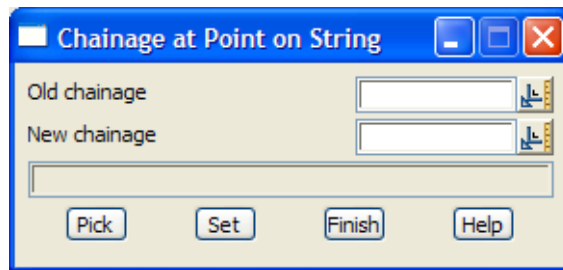 Chainage at Point on String
Old chainage
New chainage
Pick Set Finish Help